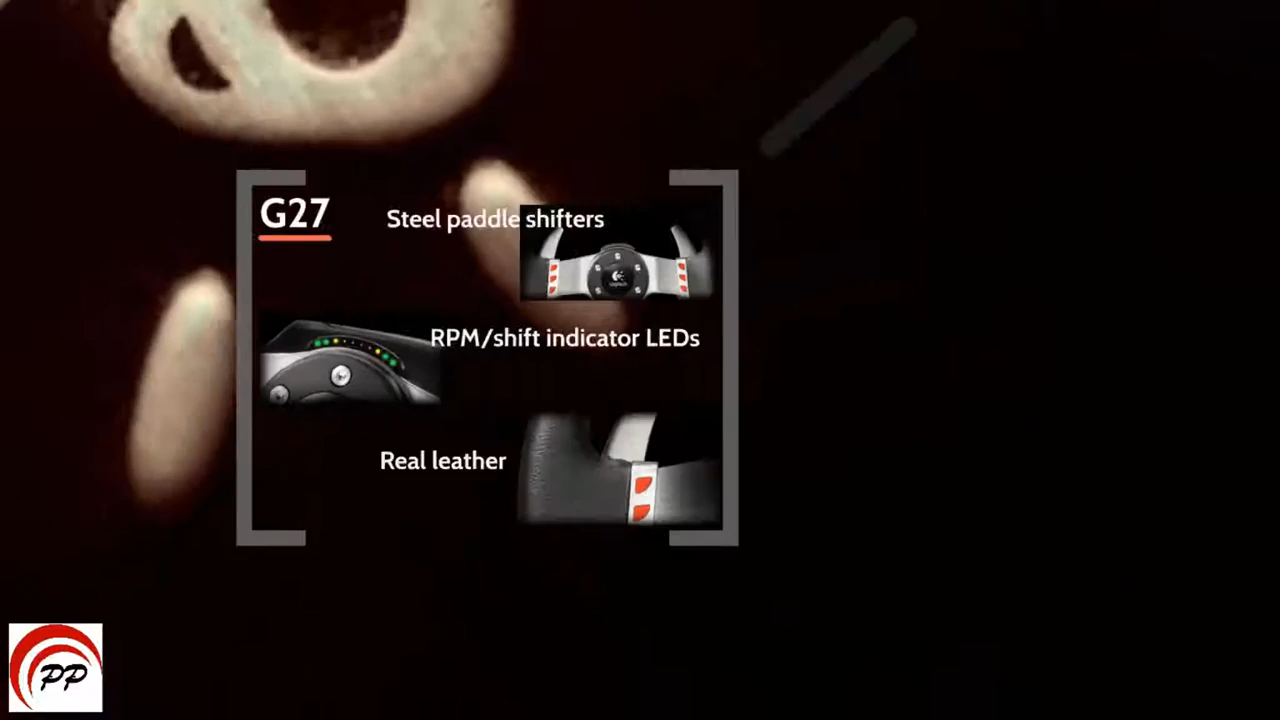 G27
Steel paddle shifters
RPM/shift indicator LEDs
Real leather
PP